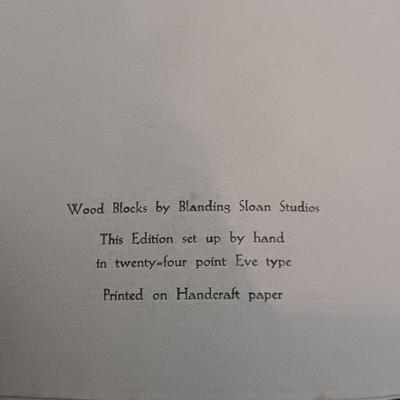 Wood Blocks by Blanding Sloan Studios
This Edition set up by hand
in twenty-four point Eve type
Printed on Handcraft paper